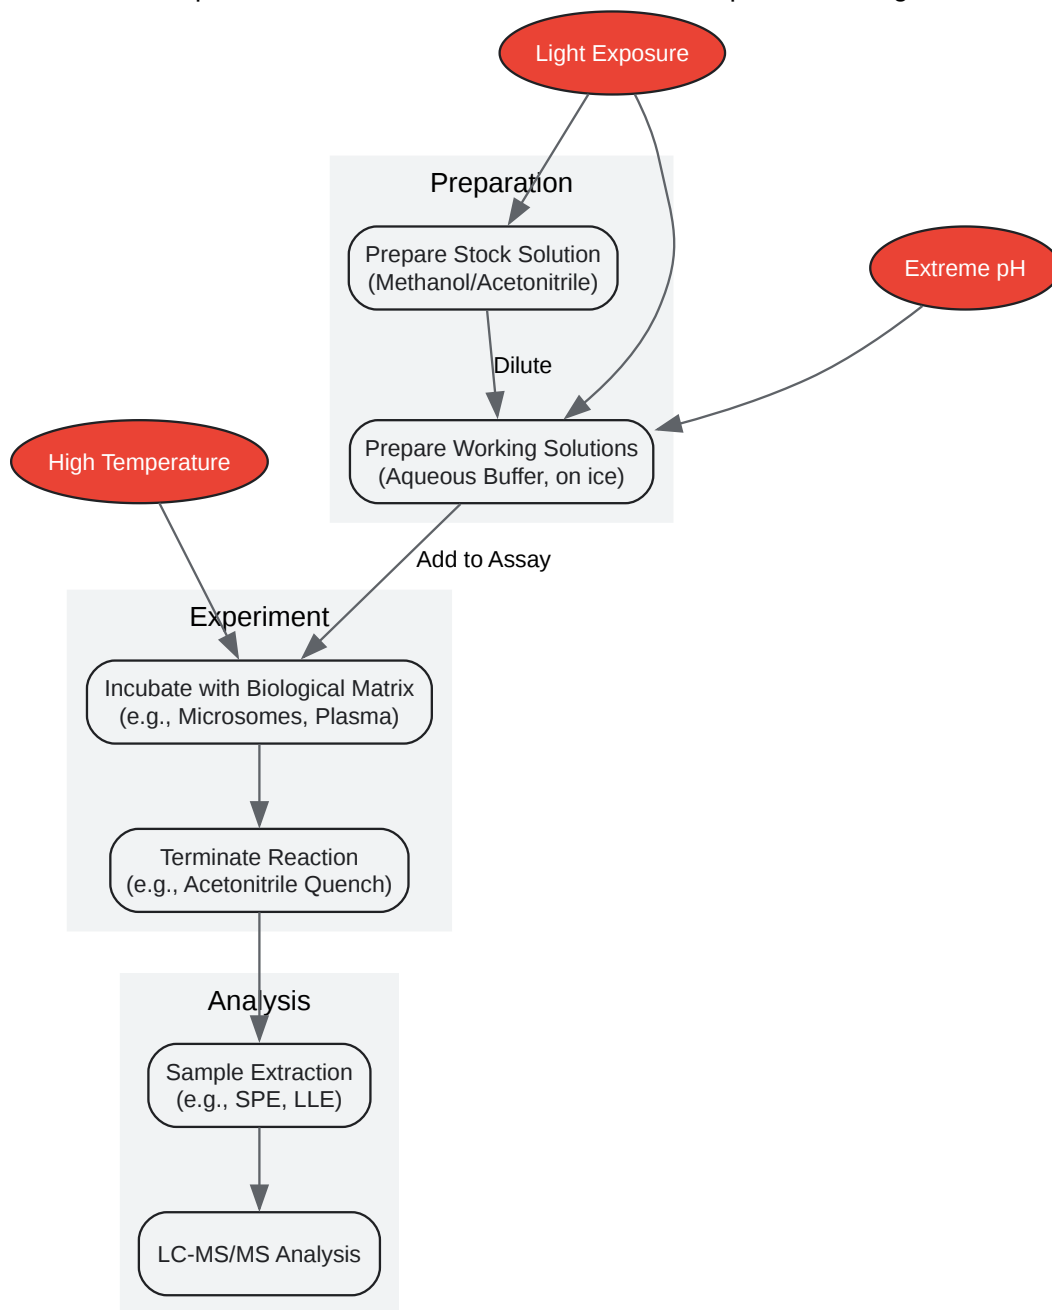 Light Exposure
Preparation
Prepare Stock Solution
(Methanol/Acetonitrile)
Extreme pH
Dilute
Prepare Working Solutions
(Aqueous Buffer, on ice)
High Temperature
Add to Assay
Experiment
Incubate with Biological Matrix
(e.g., Microsomes, Plasma)
Terminate Reaction
(e.g., Acetonitrile Quench)
Analysis
Sample Extraction
(e.g., SPE, LLE)
LC-MS/MS Analysis